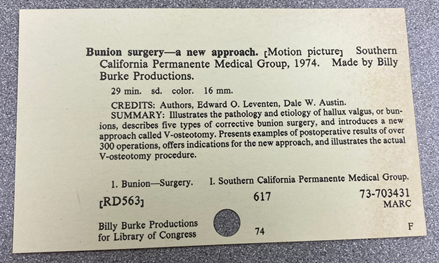 Bunion surgery—a new approach. [Motion picture] Southern
California Permanente Medical Group, 1974. Made by Billy
Burke Productions.
29 min. sd. color. 16 mm.
CREDITS: Authors, Edward O. Leventen, Dale W. Austin.
SUMMARY: Illustrates the pathology and etiology of hallux valgus, or bun-
ions, describes five types of corrective bunion surgery, and introduces a new
approach called V-osteotomy. Presents examples of postoperative results of over
300 operations, offers indications for the new approach, and illustrates the actual
V-osteotomy procedure.
1. Bunion—Surgery. I. Southern California Permanente Medical Group.
[RD563] 617 73-703431
MARC
Billy Burke Productions
for Library of Congress 74 F